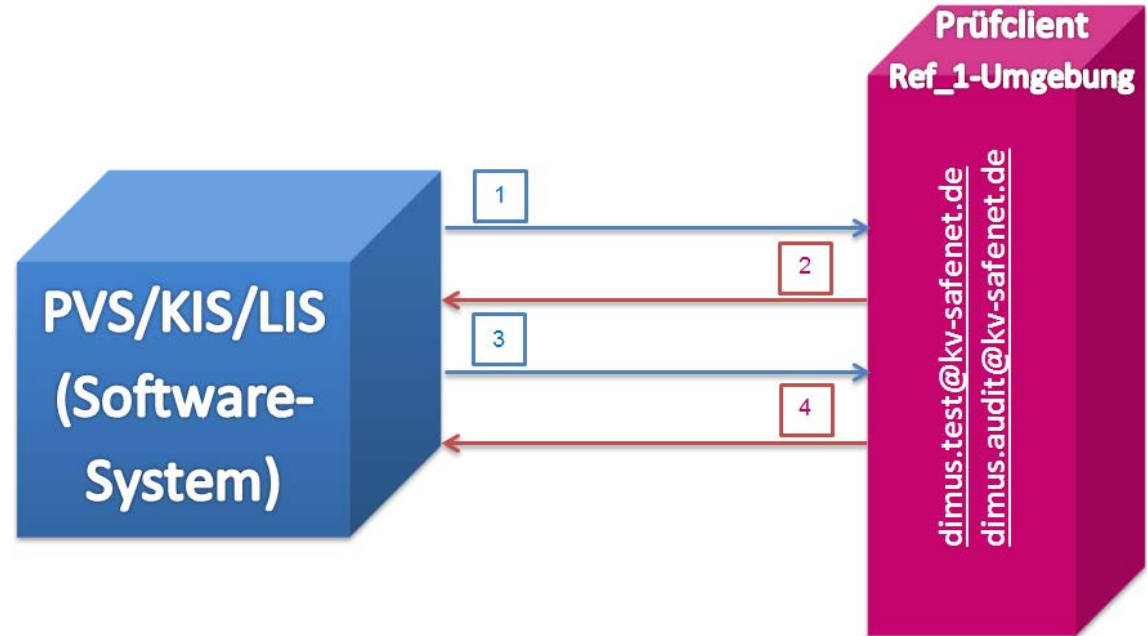 Prüfclient
Ref_1-Umgebung
1
2
3
4
PVS/KIS/LIS
(Software-
System)
dimus.test@kv-safenet.de
dimus.audit@kv-safenet.de